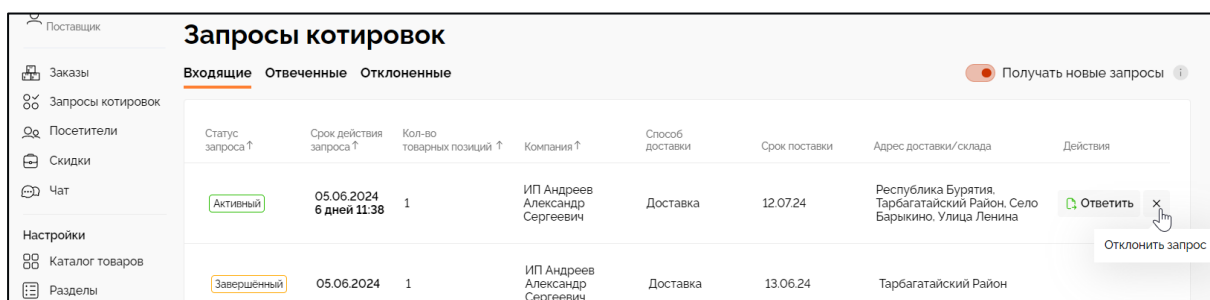 Поставщик
Запросы котировок
Заказы
Входящие Отвеченные Отклоненные
Получать новые запросы i
Запросы котировок
Посетители
Скидки
Чат
Настройки
Каталог товаров
Разделы
Статус
запроса ↑
Срок действия
запроса ↑
Кол-во
товарных позиций ↑
Компания ↑
Способ
доставки
Срок поставки
Адрес доставки/склада
Действия
Активный
05.06.2024
6 дней 11:38
1
ИП Андреев
Александр
Сергеевич
Доставка
12.07.24
Республика Бурятия,
Тарбагатайский Район, Село
Барыкино, Улица Ленина
Ответить
Отклонить запрос
Завершённый
05.06.2024
1
ИП Андреев
Александр
Сергеевич
Доставка
13.06.24
Тарбагатайский Район